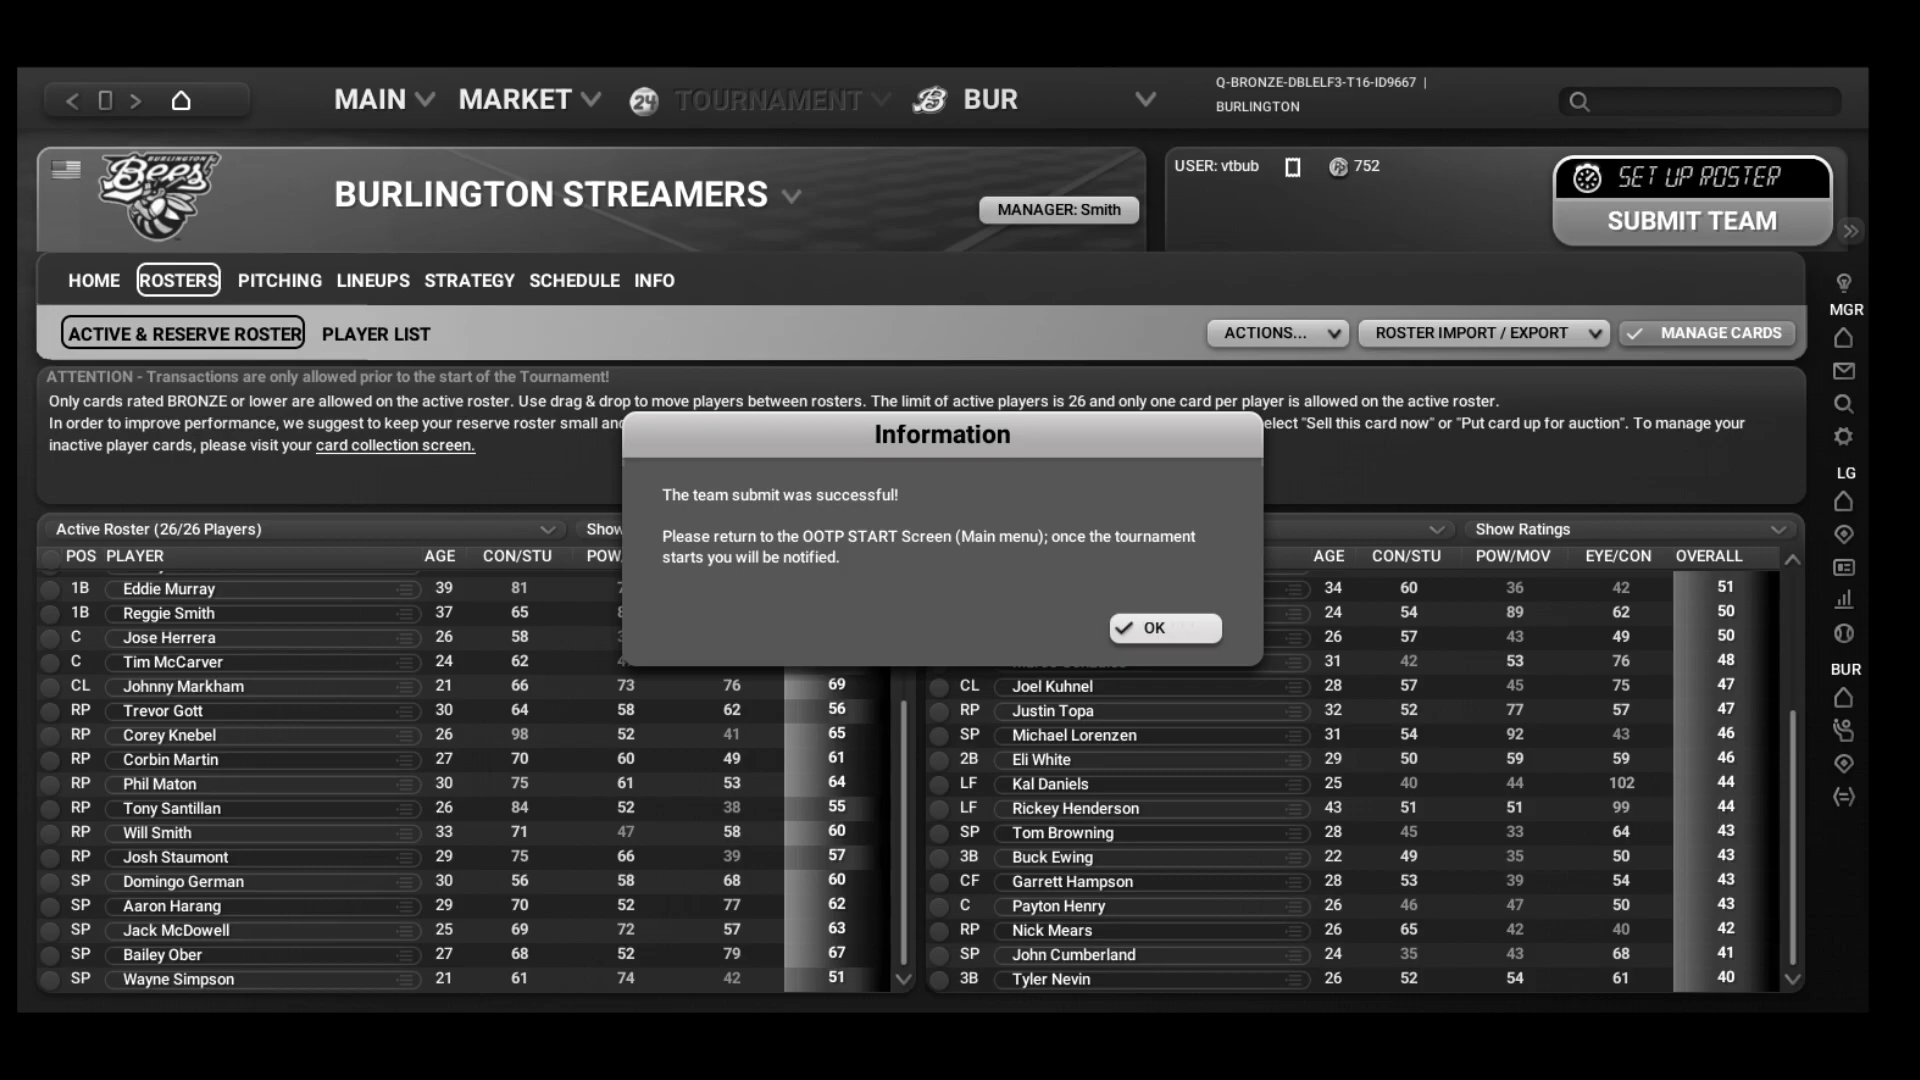 MAIN MARKET 24 TOURNAMENT B BUR
Q-BRONZE-DBLELF3-T16-ID9667 |
BURLINGTON
BURLINGTON
Bees
BURLINGTON STREAMERS
MANAGER: Smith
USER: vtbub 752
SET UP ROSTER
SUBMIT TEAM
HOME ROSTERS PITCHING LINEUPS STRATEGY SCHEDULE INFO
ACTIVE & RESERVE ROSTER PLAYER LIST ACTIONS... ROSTER IMPORT / EXPORT MANAGE CARDS
ATTENTION - Transactions are only allowed prior to the start of the Tournament!
Only cards rated BRONZE or lower are allowed on the active roster. Use drag & drop to move players between rosters. The limit of active players is 26 and only one card per player is allowed on the active roster.
In order to improve performance, we suggest to keep your reserve roster small and elect "Sell this card now" or "Put card up for auction". To manage your
inactive player cards, please visit your card collection screen.
Information
The team submit was successful!
Please return to the OOTP START Screen (Main menu); once the tournament
starts you will be notified.
OK
Active Roster (26/26 Players) Show
POS PLAYER AGE CON/STU POW/
1B Eddie Murray 39 81
1B Reggie Smith 37 65
C Jose Herrera 26 58
C Tim McCarver 24 62
CL Johnny Markham 21 66 73 76 69
RP Trevor Gott 30 64 58 62 56
RP Corey Knebel 26 98 52 41 65
RP Corbin Martin 27 70 60 49 61
RP Phil Maton 30 75 61 53 64
RP Tony Santillan 26 84 52 38 55
RP Will Smith 33 71 47 58 60
RP Josh Staumont 29 75 66 39 57
SP Domingo German 30 56 58 68 60
SP Aaron Harang 29 70 52 77 62
SP Jack McDowell 25 69 72 57 63
SP Bailey Ober 27 68 52 79 67
SP Wayne Simpson 21 61 74 42 51
Show Ratings
AGE CON/STU POW/MOV EYE/CON OVERALL
34 60 36 42 51
24 54 89 62 50
26 57 43 49 50
31 42 53 76 48
CL Joel Kuhnel 28 57 45 75 47
RP Justin Topa 32 52 77 57 47
SP Michael Lorenzen 31 54 92 43 46
2B Eli White 29 50 59 59 46
LF Kal Daniels 25 40 44 102 44
LF Rickey Henderson 43 51 51 99 44
SP Tom Browning 28 45 33 64 43
3B Buck Ewing 22 49 35 50 43
CF Garrett Hampson 28 53 39 54 43
C Payton Henry 26 46 47 50 43
RP Nick Mears 26 65 42 40 42
SP John Cumberland 24 35 43 68 41
3B Tyler Nevin 26 52 54 61 40
MGR
LG
BUR